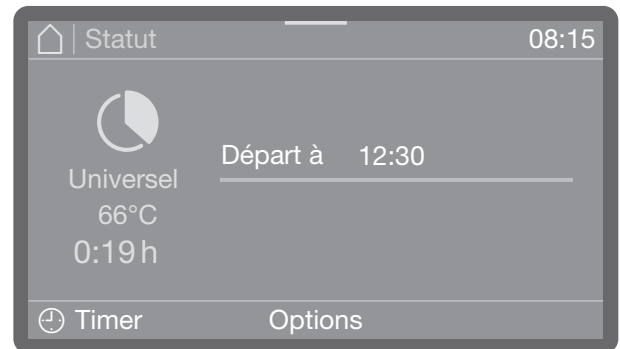 Statut 08:15
Départ à 12:30
Universel
66°C
0:19 h
Timer Options